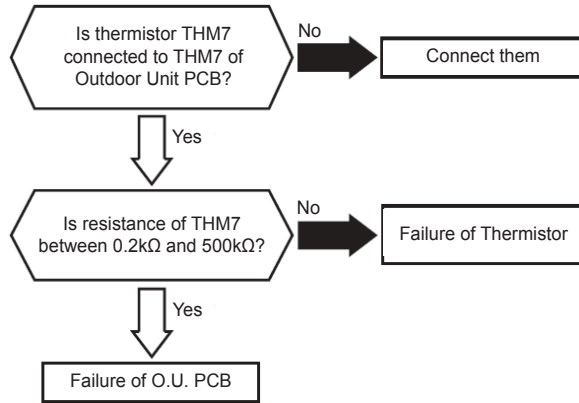 Is thermistor THM7
connected to THM7 of
Outdoor Unit PCB?
No
Connect them
Yes
Is resistance of THM7
between 0.2kΩ and 500kΩ?
No
Failure of Thermistor
Yes
Failure of O.U. PCB